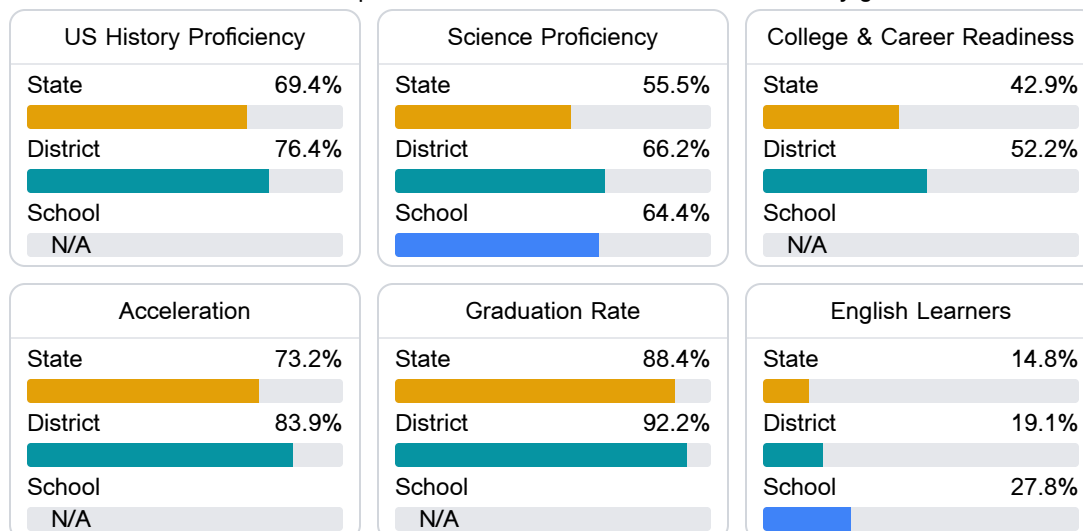 US History Proficiency
State 69.4%
District 76.4%
School
N/A
Science Proficiency
State 55.5%
District 66.2%
School 64.4%
College & Career Readiness
State 42.9%
District 52.2%
School
N/A
Acceleration
State 73.2%
District 83.9%
School
N/A
Graduation Rate
State 88.4%
District 92.2%
School
N/A
English Learners
State 14.8%
District 19.1%
School 27.8%